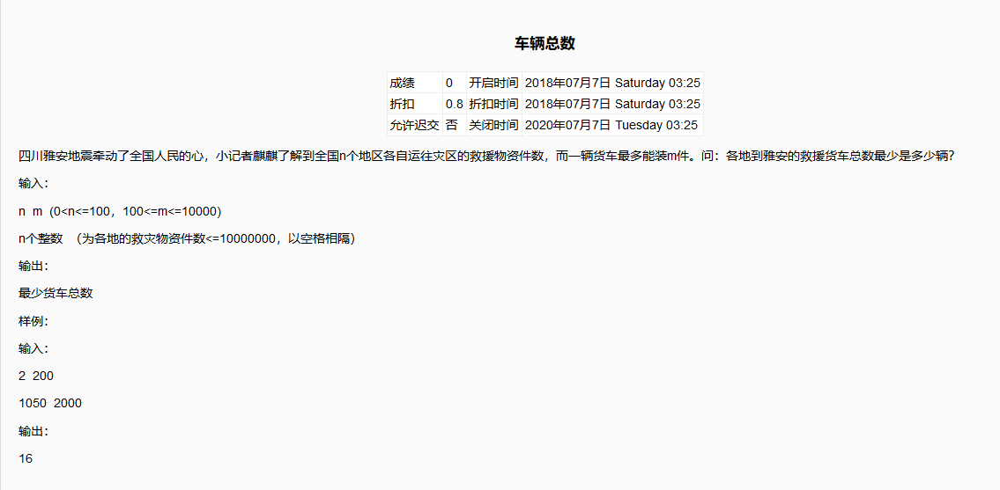 车辆总数
成绩 0 开启时间 2018年07月7日 Saturday 03:25
折扣 0.8 折扣时间 2018年07月7日 Saturday 03:25
允许迟交 否 关闭时间 2020年07月7日 Tuesday 03:25
四川雅安地震牵动了全国人民的心，小记者麒麟了解到全国n个地区各自运往灾区的救援物资件数，而一辆货车最多能装m件。问：各地到雅安的救援货车总数最少是多少辆？
输入：
n m（0<n<=100，100<=m<=10000）
n个整数 （为各地的救灾物资件数<=10000000，以空格相隔）
输出：
最少货车总数
样例：
输入：
2 200
1050 2000
输出：
16